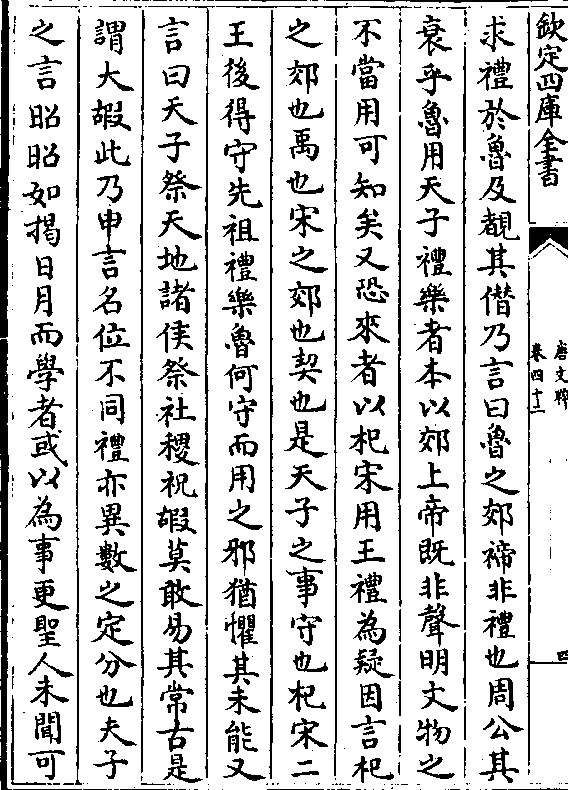 欽定四庫全書
唐文粹
卷四十二
四
求禮於魯及覩其僭乃言曰魯之郊禘非禮也周公其
衰乎魯用天子禮樂者本以郊上帝既非聲明文物之
不當用可知矣又恐來者以杞宋用王禮為疑因言杞
之郊也禹也宋之郊也契也是天子之事守也杞宋二
王後得守先祖禮樂魯何守而用之邪猶懼其未能又
言曰天子祭天地諸侯祭社稷祝嘏莫敢易其常古是
謂大嘏此乃申言名位不同禮亦異數之定分也夫子
之言昭昭如揭日月而學者或以為事更聖人未聞可